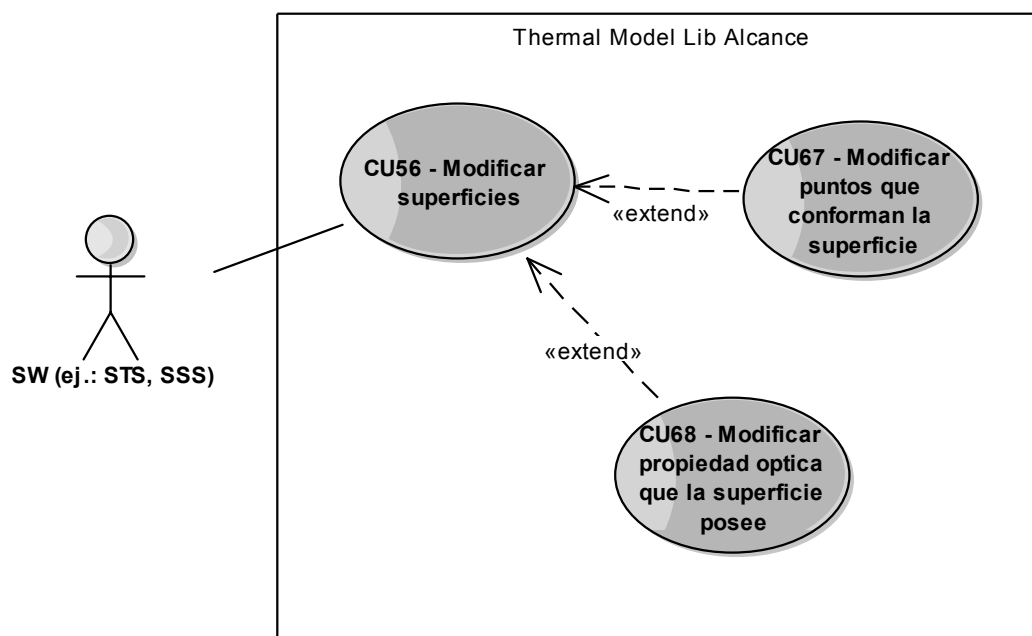 Thermal Model Lib Alcance
CU56 - Modificar
superficies
CU67 - Modificar
puntos que
conforman la
superficie
«extend»
SW (ej.: STS, SSS)
«extend»
CU68 - Modificar
propiedad optica
que la superficie
posee